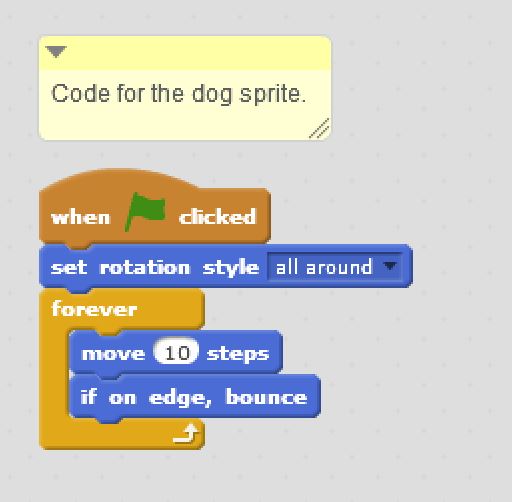 Code for the dog sprite.
when clicked
set rotation style all around
forever
move 10 steps
if on edge, bounce